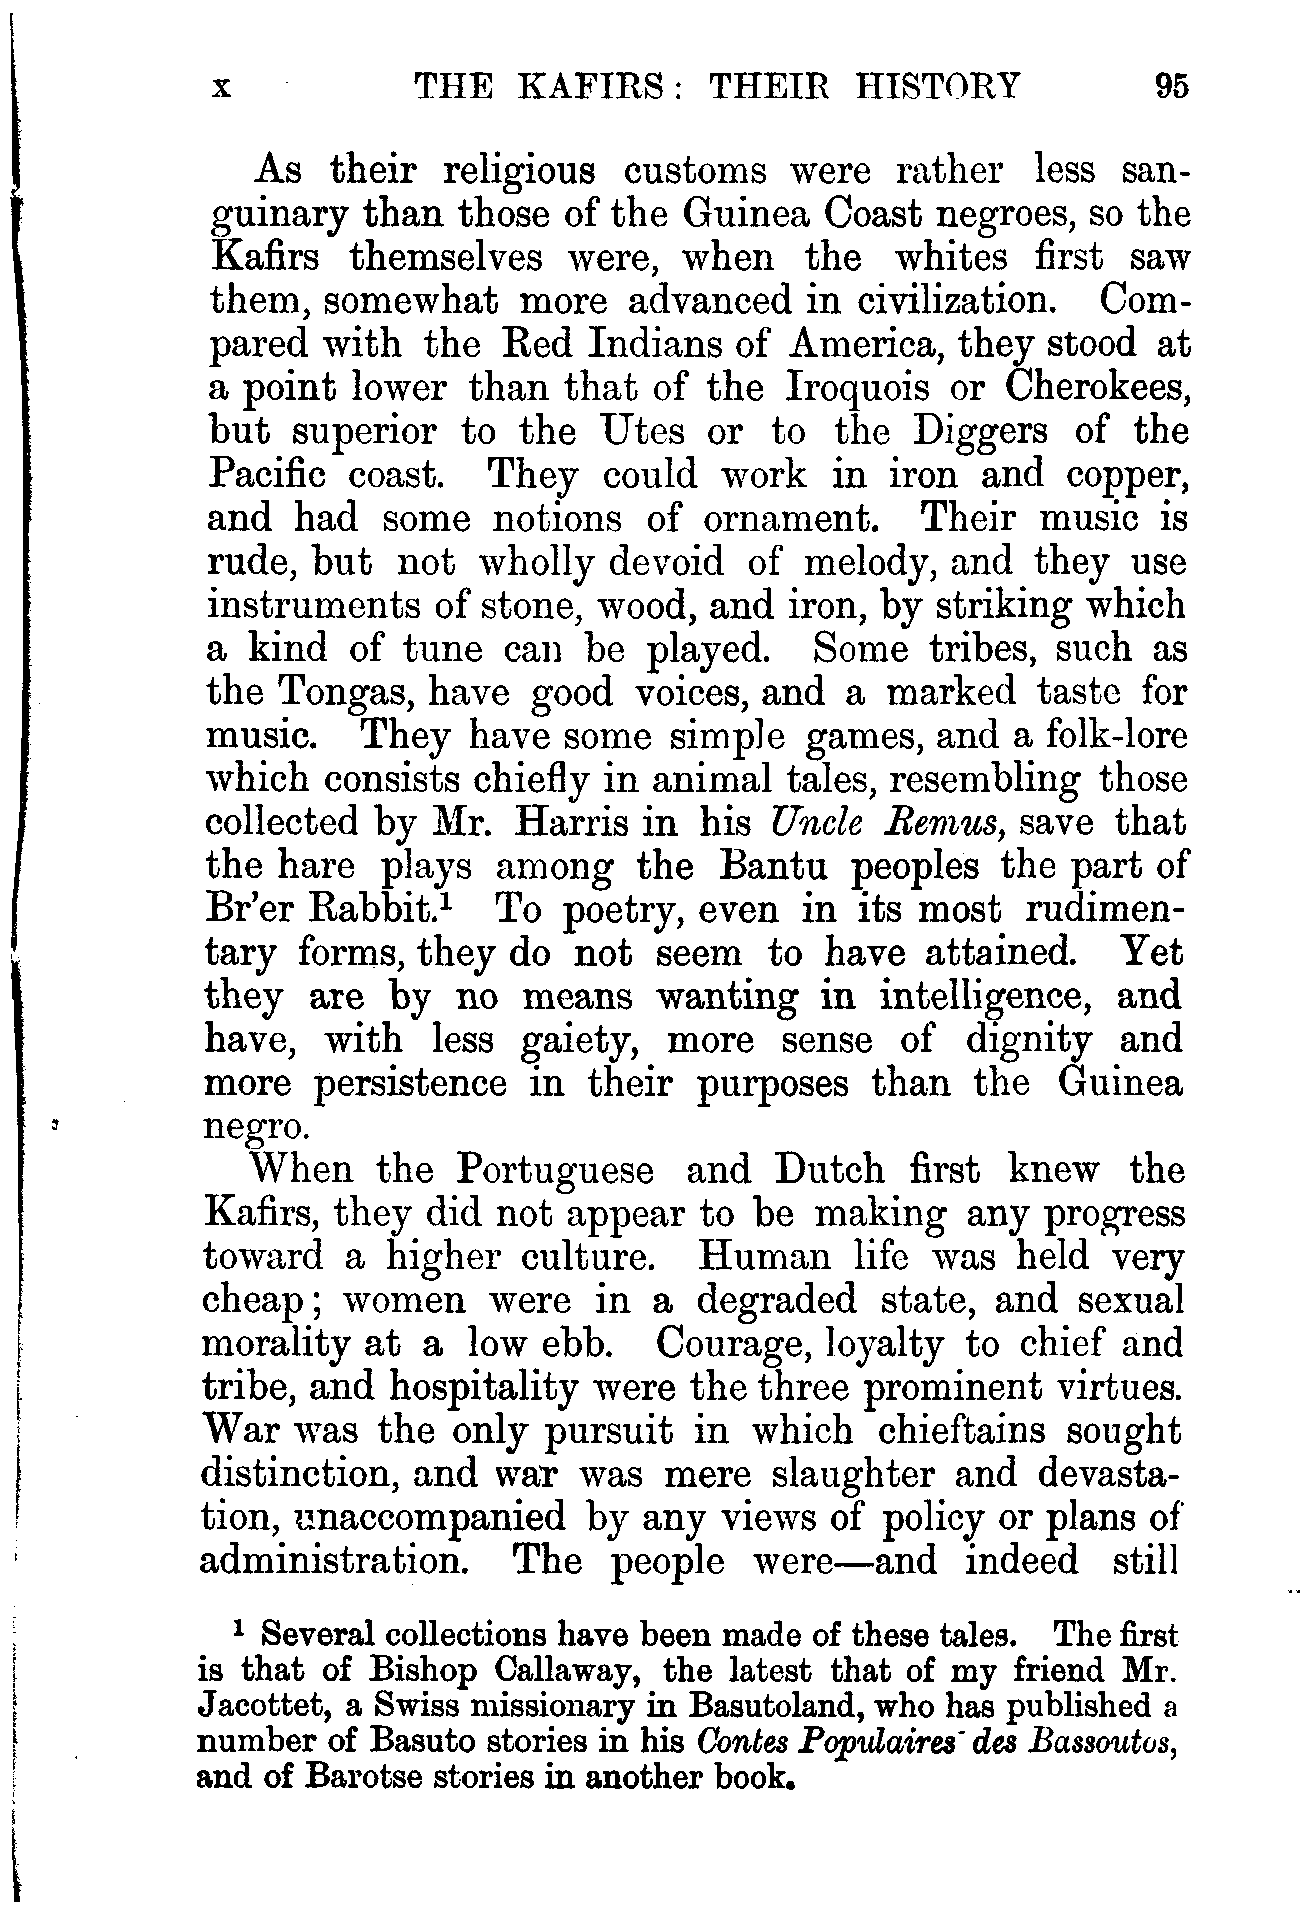 x THE KAFIRS: THEIR HISTORY 95
As their religious customs were rather less san-
guinary than those of the Guinea Coast negroes, so the
Kafirs themselves were, when the whites first saw
them, somewhat more advanced in civilization. Com-
pared with the Red Indians of America, they stood at
a point lower than that of the Iroquois or Cherokees,
but superior to the Utes or to the Diggers of the
Pacific coast. They could work in iron and copper,
and had some notions of ornament. Their music is
rude, but not wholly devoid of melody, and they use
instruments of stone, wood, and iron, by striking which
a kind of tune can be played. Some tribes, such as
the Tongas, have good voices, and a marked taste for
music. They have some simple games, and a folk-lore
which consists chiefly in animal tales, resembling those
collected by Mr. Harris in his Uncle Remus, save that
the hare plays among the Bantu peoples the part of
Br'er Rabbit.¹ To poetry, even in its most rudimen-
tary forms, they do not seem to have attained. Yet
they are by no means wanting in intelligence, and
have, with less gaiety, more sense of dignity and
more persistence in their purposes than the Guinea
negro.
When the Portuguese and Dutch first knew the
Kafirs, they did not appear to be making any progress
toward a higher culture. Human life was held very
cheap; women were in a degraded state, and sexual
morality at a low ebb. Courage, loyalty to chief and
tribe, and hospitality were the three prominent virtues.
War was the only pursuit in which chieftains sought
distinction, and war was mere slaughter and devasta-
tion, unaccompanied by any views of policy or plans of
administration. The people were—and indeed still
¹ Several collections have been made of these tales. The first
is that of Bishop Callaway, the latest that of my friend Mr.
Jacottet, a Swiss missionary in Basutoland, who has published a
number of Basuto stories in his Contes Populaires des Bassoutos,
and of Barotse stories in another book.